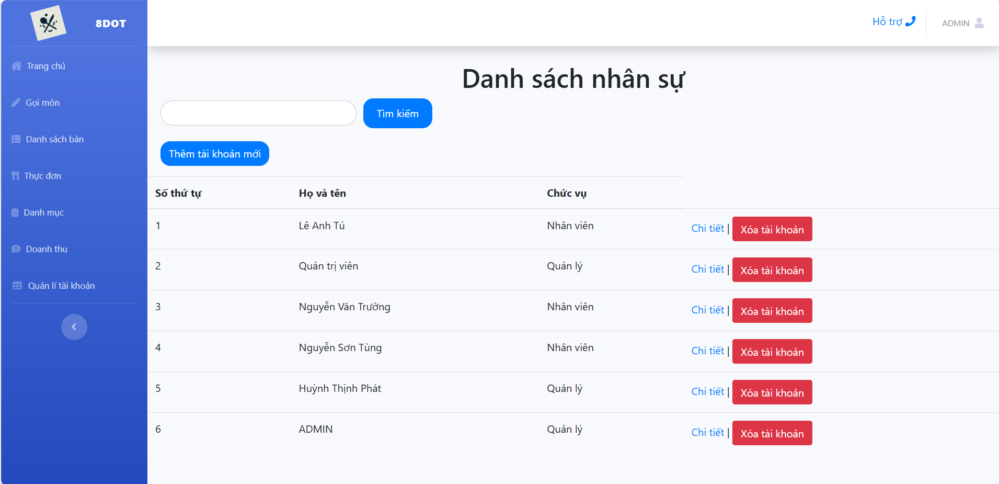 8DOT
Hỗ trợ
ADMIN
Trang chủ
Gọi món
Danh sách bàn
Thực đơn
Danh mục
Doanh thu
Quản lí tài khoản
Danh sách nhân sự
Tìm kiếm
Thêm tài khoản mới
Số thứ tự Họ và tên Chức vụ
1 Lê Anh Tú Nhân viên Chi tiết | Xóa tài khoản
2 Quản trị viên Quản lý Chi tiết | Xóa tài khoản
3 Nguyễn Văn Trường Nhân viên Chi tiết | Xóa tài khoản
4 Nguyễn Sơn Tùng Nhân viên Chi tiết | Xóa tài khoản
5 Huỳnh Thịnh Phát Quản lý Chi tiết | Xóa tài khoản
6 ADMIN Quản lý Chi tiết | Xóa tài khoản